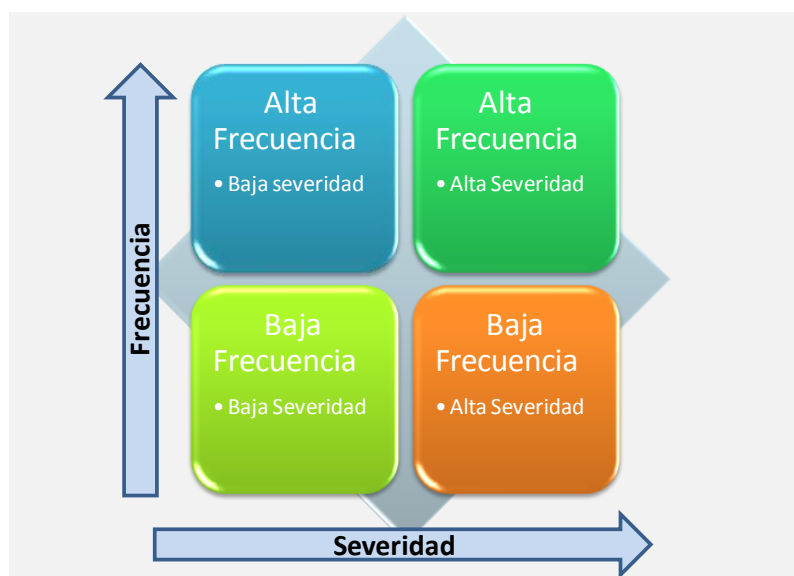 Alta
Frecuencia
• Baja severidad
Alta
Frecuencia
• Alta Severidad
Baja
Frecuencia
• Baja Severidad
Baja
Frecuencia
• Alta Severidad
Frecuencia
Severidad